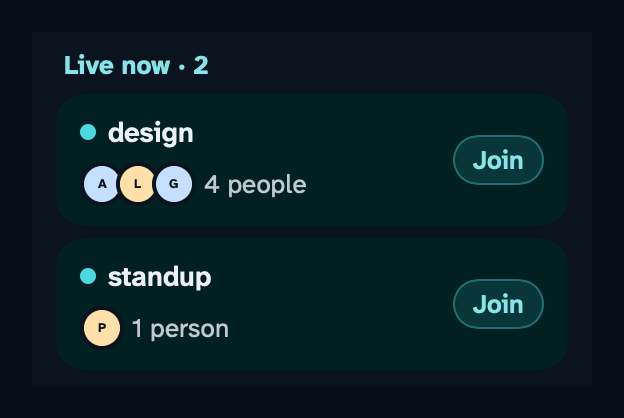 Live now · 2
design
Join
A L G 4 people
standup
Join
P 1 person